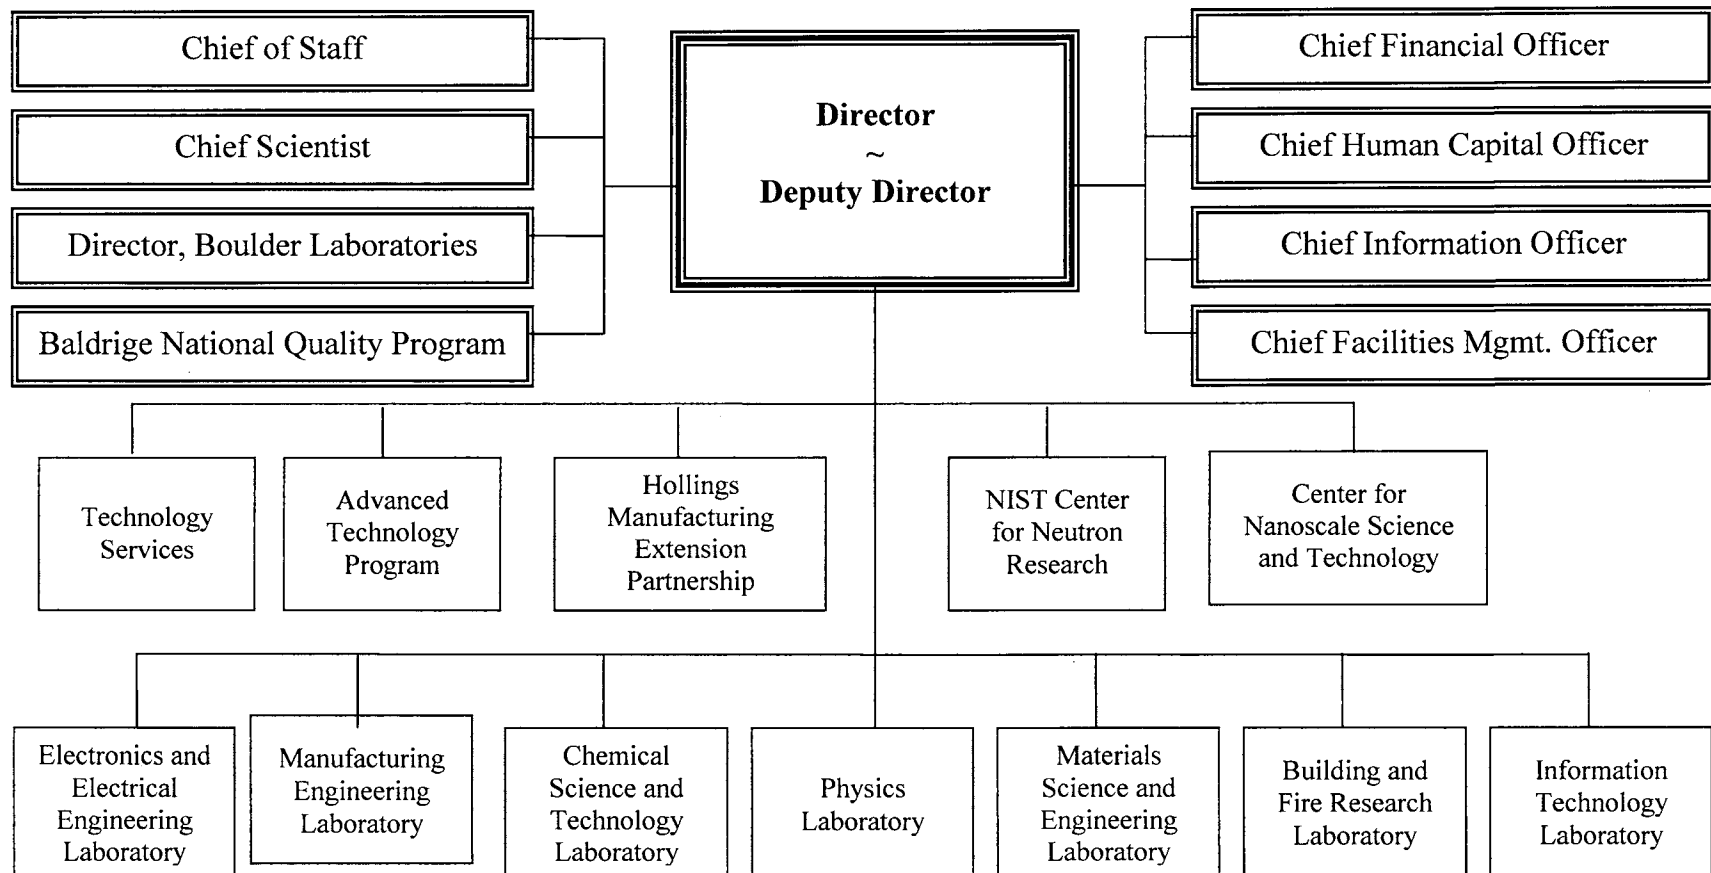 Chief of Staff
Chief Scientist
Director, Boulder Laboratories
Baldrige National Quality Program
Director
~
Deputy Director
Chief Financial Officer
Chief Human Capital Officer
Chief Information Officer
Chief Facilities Mgmt. Officer
Technology
Services
Advanced
Technology
Program
Hollings
Manufacturing
Extension
Partnership
NIST Center
for Neutron
Research
Center for
Nanoscale Science
and Technology
Electronics and
Electrical
Engineering
Laboratory
Manufacturing
Engineering
Laboratory
Chemical
Science and
Technology
Laboratory
Physics
Laboratory
Materials
Science and
Engineering
Laboratory
Building and
Fire Research
Laboratory
Information
Technology
Laboratory